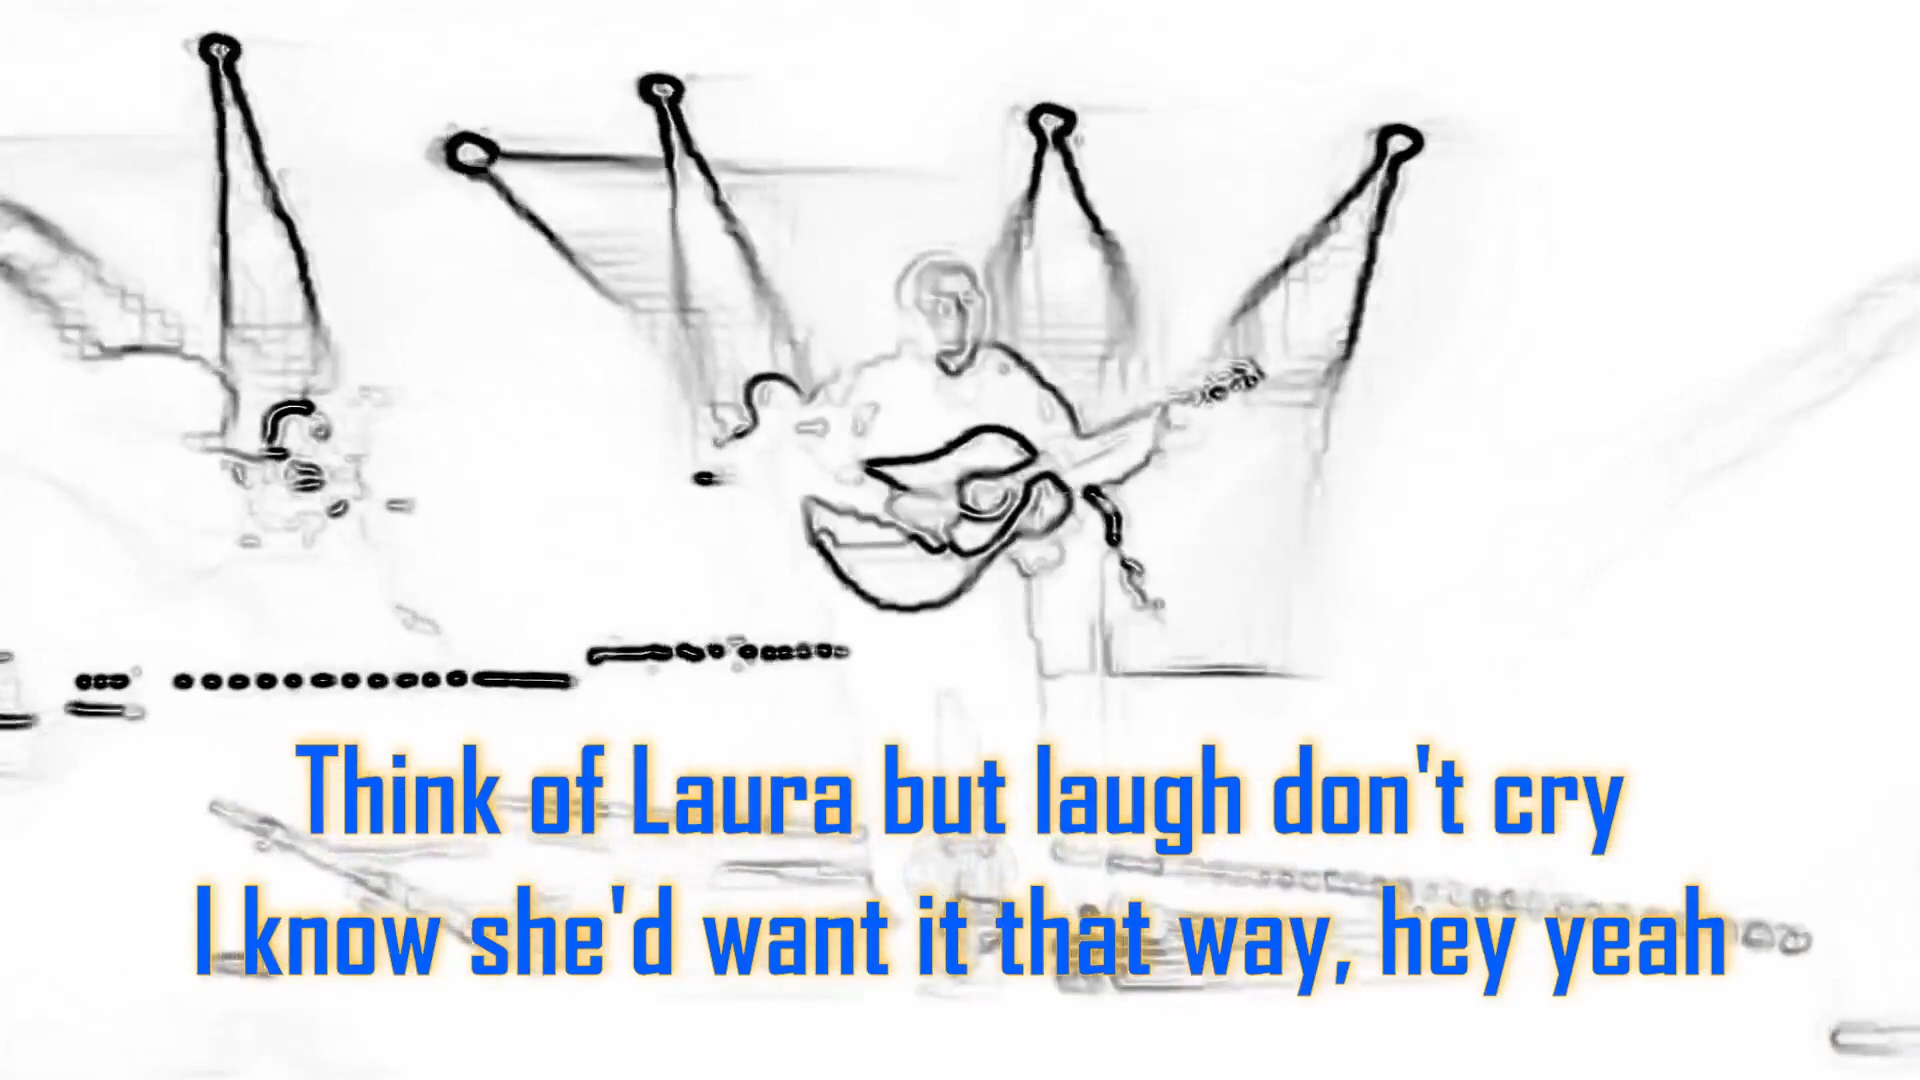 Think of Laura but laugh don't cry
I know she'd want it that way, hey yeah